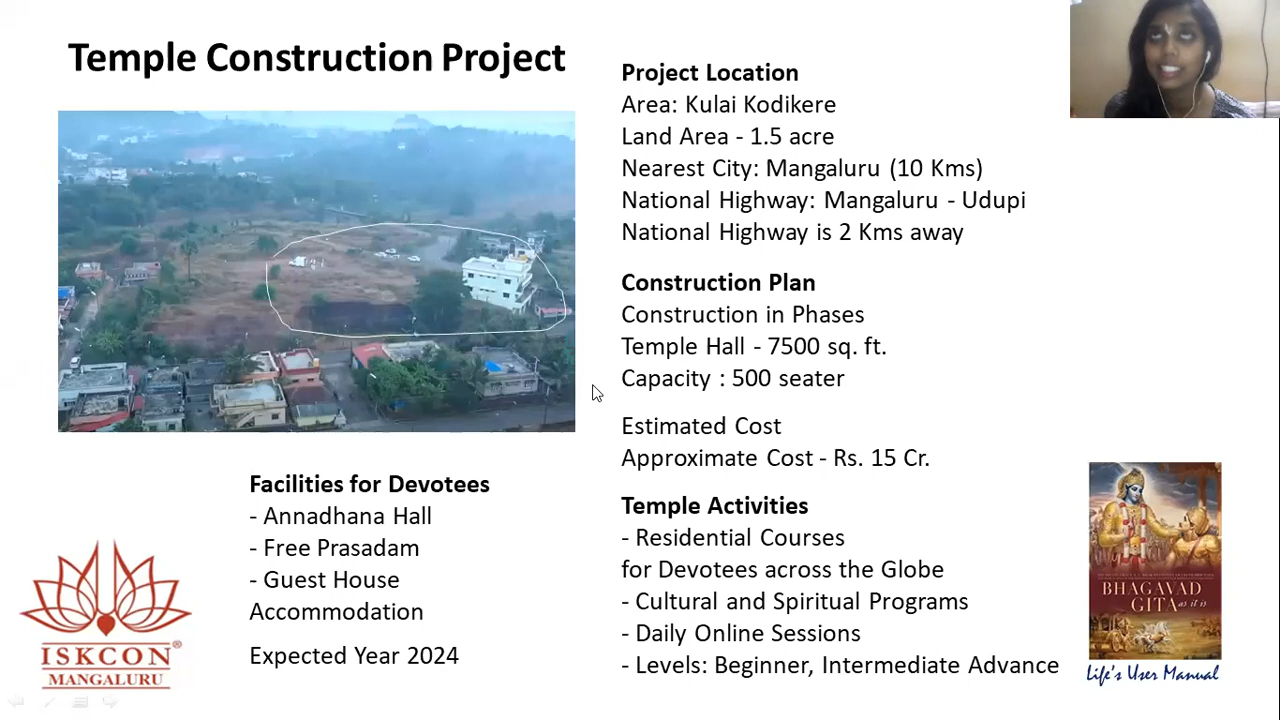 Temple Construction Project
Project Location
Area: Kulai Kodikere
Land Area - 1.5 acre
Nearest City: Mangaluru (10 Kms)
National Highway: Mangaluru - Udupi
National Highway is 2 Kms away
Construction Plan
Construction in Phases
Temple Hall - 7500 sq. ft.
Capacity : 500 seater
Estimated Cost
Approximate Cost - Rs. 15 Cr.
Temple Activities
- Residential Courses
for Devotees across the Globe
- Cultural and Spiritual Programs
- Daily Online Sessions
- Levels: Beginner, Intermediate Advance
Facilities for Devotees
- Annadhana Hall
- Free Prasadam
- Guest House
Accommodation
Expected Year 2024
ISKCON®
MANGALURU
BHAGAVAD
GITA as it is
Life's User Manual